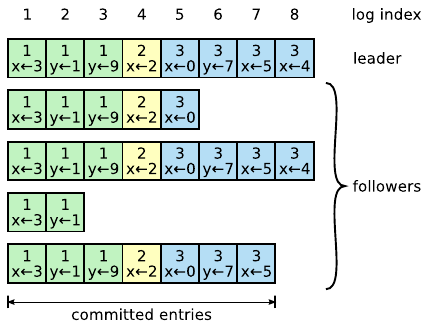 1 2 3 4 5 6 7 8 log index
1 1 1 2 3 3 3 3
x←3 y←1 y←9 x←2 x←0 y←7 x←5 x←4 leader
1 1 1 2 3
x←3 y←1 y←9 x←2 x←0
1 1 1 2 3 3 3 3
x←3 y←1 y←9 x←2 x←0 y←7 x←5 x←4
followers
1 1
x←3 y←1
1 1 1 2 3 3 3
x←3 y←1 y←9 x←2 x←0 y←7 x←5
committed entries